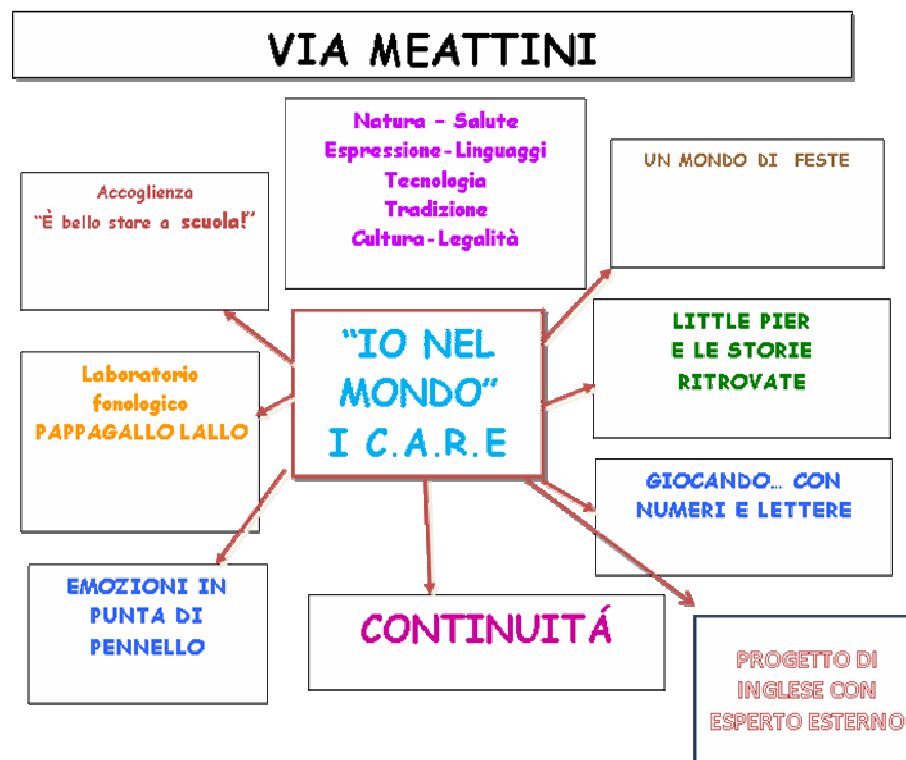 VIA MEATTINI
Natura – Salute
Espressione-Linguaggi
Tecnologia
Tradizione
Cultura-Legalità
UN MONDO DI FESTE
Accoglienza
“È bello stare a scuola!”
“IO NEL
MONDO”
I C.A.R.E
LITTLE PIER
E LE STORIE
RITROVATE
Laboratorio
fonologico
PAPPAGALLO LALLO
GIOCANDO… CON
NUMERI E LETTERE
EMOZIONI IN
PUNTA DI
PENNELLO
CONTINUITÁ
PROGETTO DI
INGLESE CON
ESPERTO ESTERNO